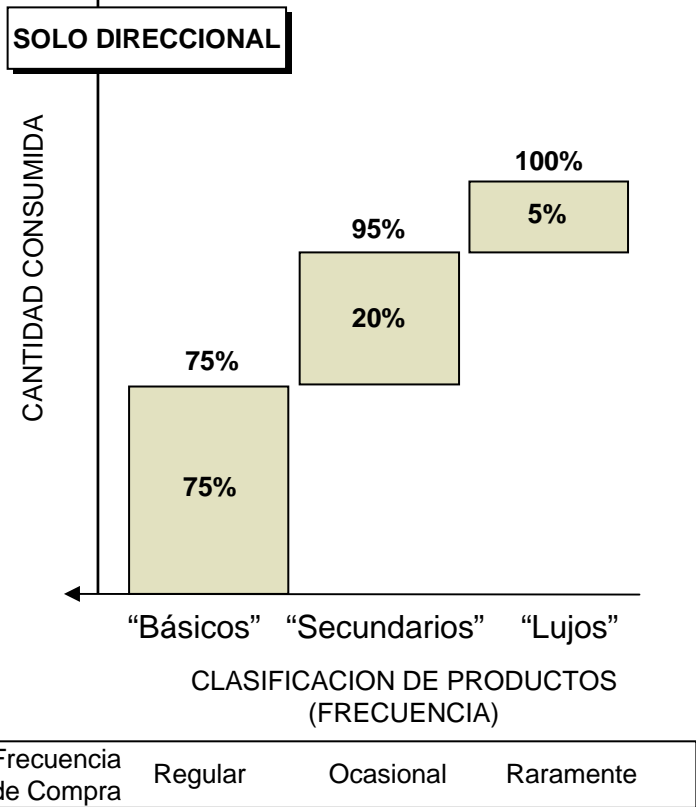 SOLO DIRECCIONAL
CANTIDAD CONSUMIDA
100%
5%
95%
20%
75%
75%
“Básicos” “Secundarios” “Lujos”
CLASIFICACION DE PRODUCTOS
(FRECUENCIA)
Frecuencia
de Compra Regular Ocasional Raramente